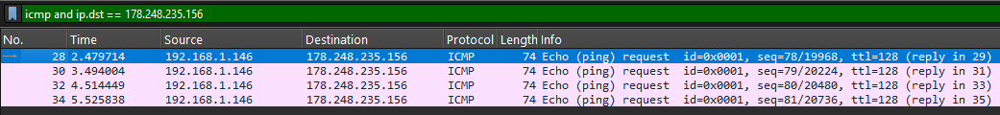 icmp and ip.dst == 178.248.235.156
No. Time Source Destination Protocol Length Info
28 2.479714 192.168.1.146 178.248.235.156 ICMP 74 Echo (ping) request id=0x0001, seq=78/19968, ttl=128 (reply in 29)
30 3.494004 192.168.1.146 178.248.235.156 ICMP 74 Echo (ping) request id=0x0001, seq=79/20224, ttl=128 (reply in 31)
32 4.514449 192.168.1.146 178.248.235.156 ICMP 74 Echo (ping) request id=0x0001, seq=80/20480, ttl=128 (reply in 33)
34 5.525838 192.168.1.146 178.248.235.156 ICMP 74 Echo (ping) request id=0x0001, seq=81/20736, ttl=128 (reply in 35)